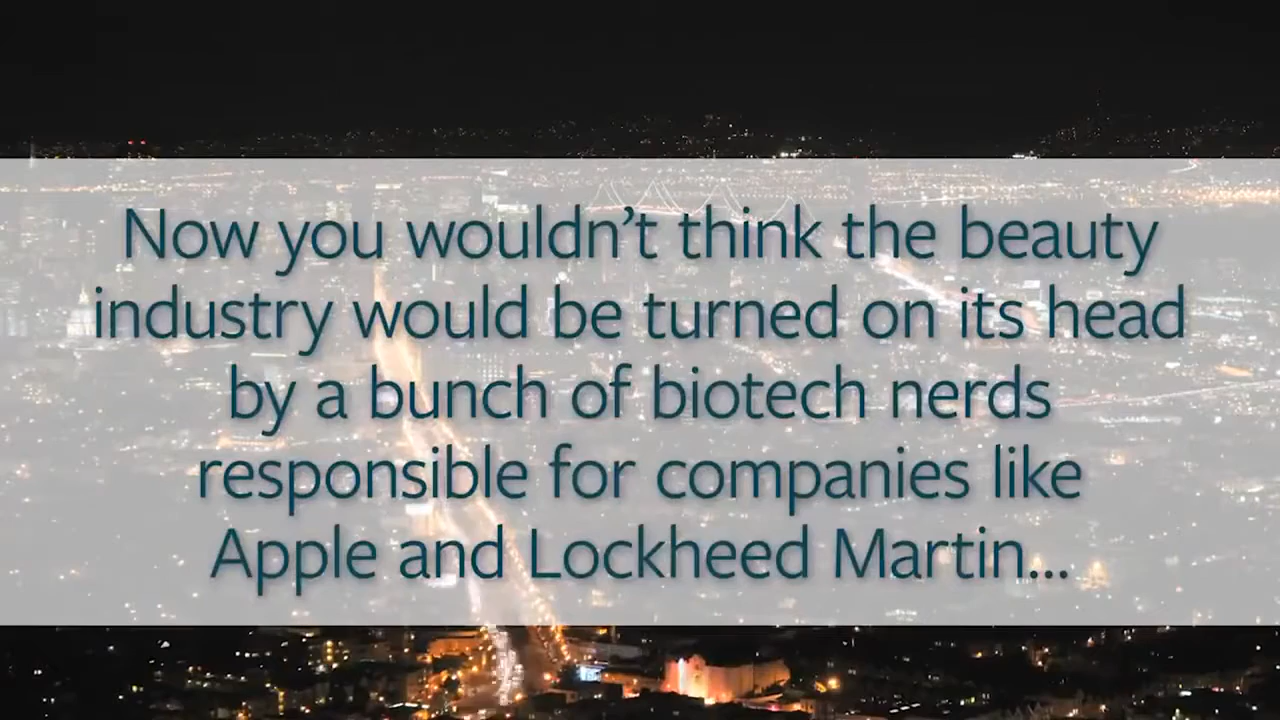 Now you wouldn’t think the beauty
industry would be turned on its head
by a bunch of biotech nerds
responsible for companies like
Apple and Lockheed Martin...